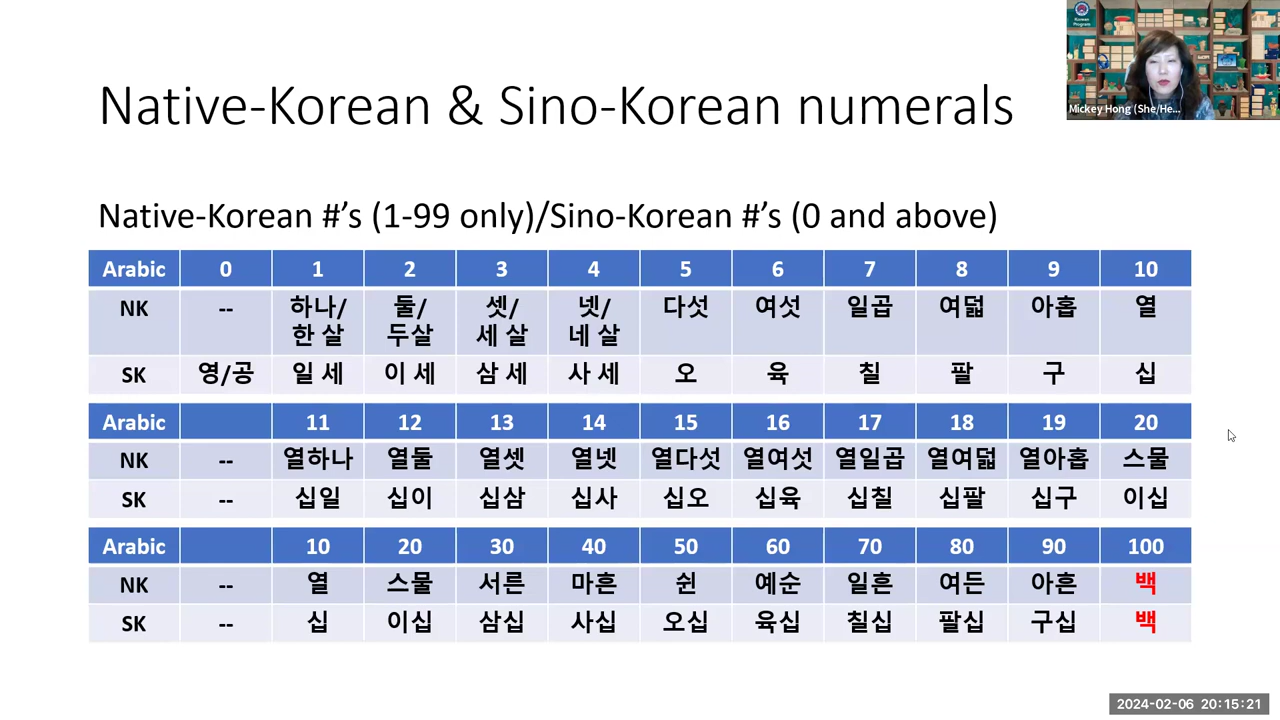 Korean
Program
Mickey Hong (She/He...
Native-Korean & Sino-Korean numerals
Native-Korean #’s (1-99 only)/Sino-Korean #’s (0 and above)
Arabic 0 1 2 3 4 5 6 7 8 9 10
NK -- 하나/ 둘/ 셋/ 넷/ 다섯 여섯 일곱 여덟 아홉 열
한 살 두살 세 살 네 살
SK 영/공 일 세 이 세 삼 세 사 세 오 육 칠 팔 구 십
Arabic 11 12 13 14 15 16 17 18 19 20
NK -- 열하나 열둘 열셋 열넷 열다섯 열여섯 열일곱 열여덟 열아홉 스물
SK -- 십일 십이 십삼 십사 십오 십육 십칠 십팔 십구 이십
Arabic 10 20 30 40 50 60 70 80 90 100
NK -- 열 스물 서른 마흔 쉰 예순 일흔 여든 아흔 백
SK -- 십 이십 삼십 사십 오십 육십 칠십 팔십 구십 백
2024-02-06 20:15:21